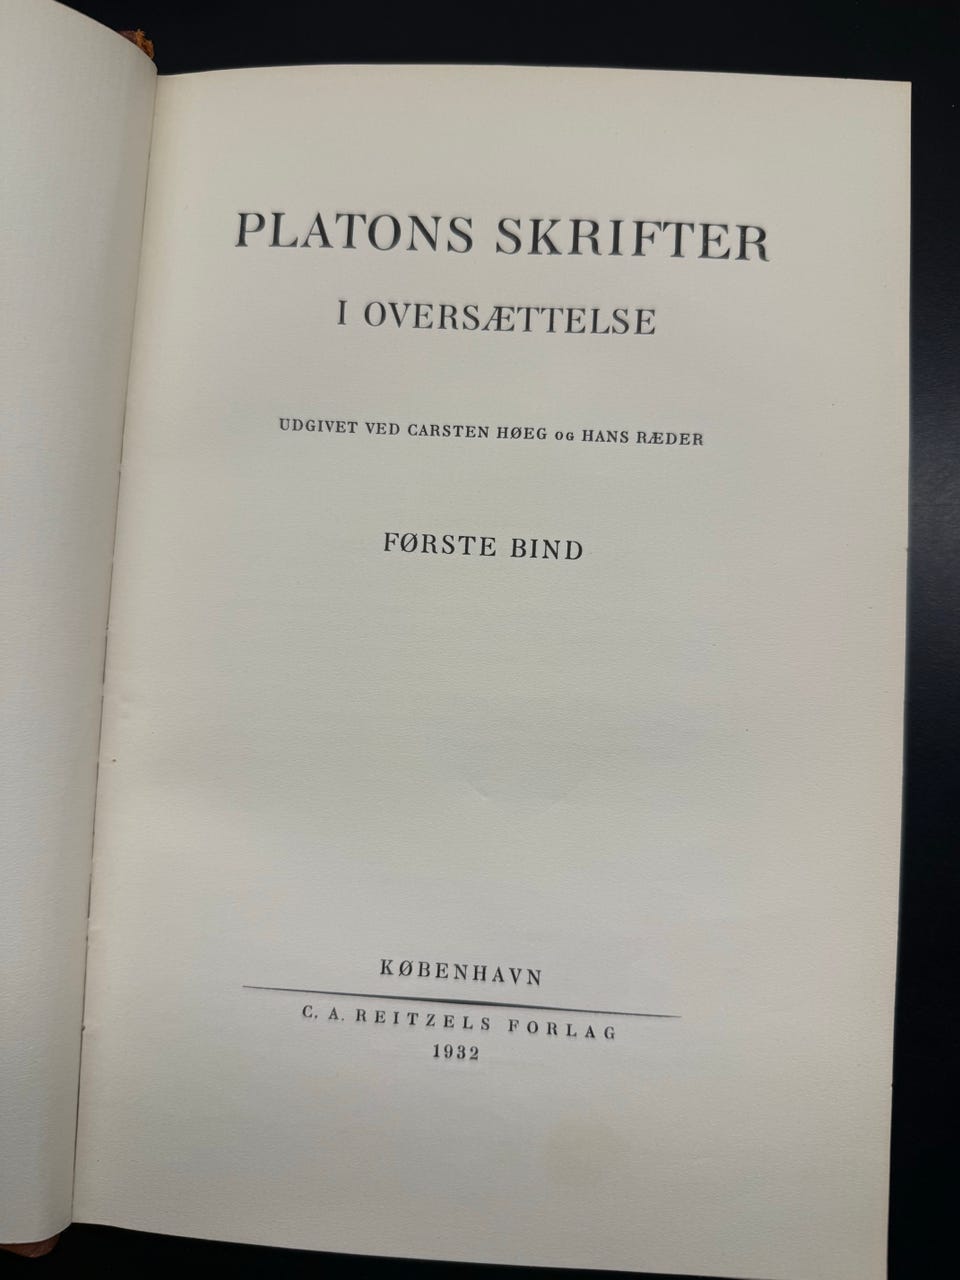 PLATONS SKRIFTER
I OVERSÆTTELSE
UDGIVET VED CARSTEN HØEG OG HANS RÆDER
FØRSTE BIND
KØBENHAVN
C. A. REITZELS FORLAG
1932